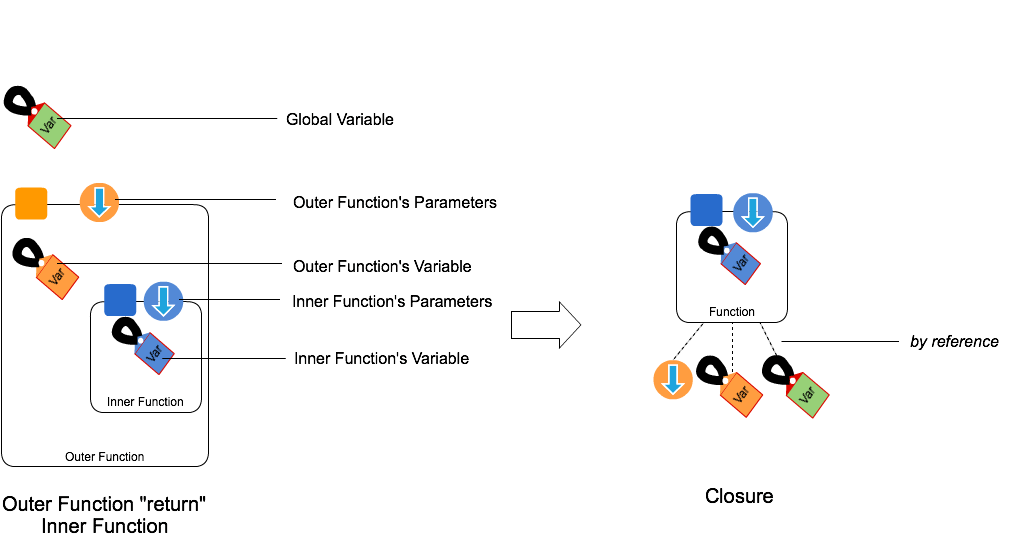 Var
Global Variable
Outer Function's Parameters
Var
Outer Function's Variable
Inner Function's Parameters
Var
Inner Function's Variable
Inner Function
Outer Function
Outer Function "return"
Inner Function
Var
Function
by reference
Var
Var
Closure